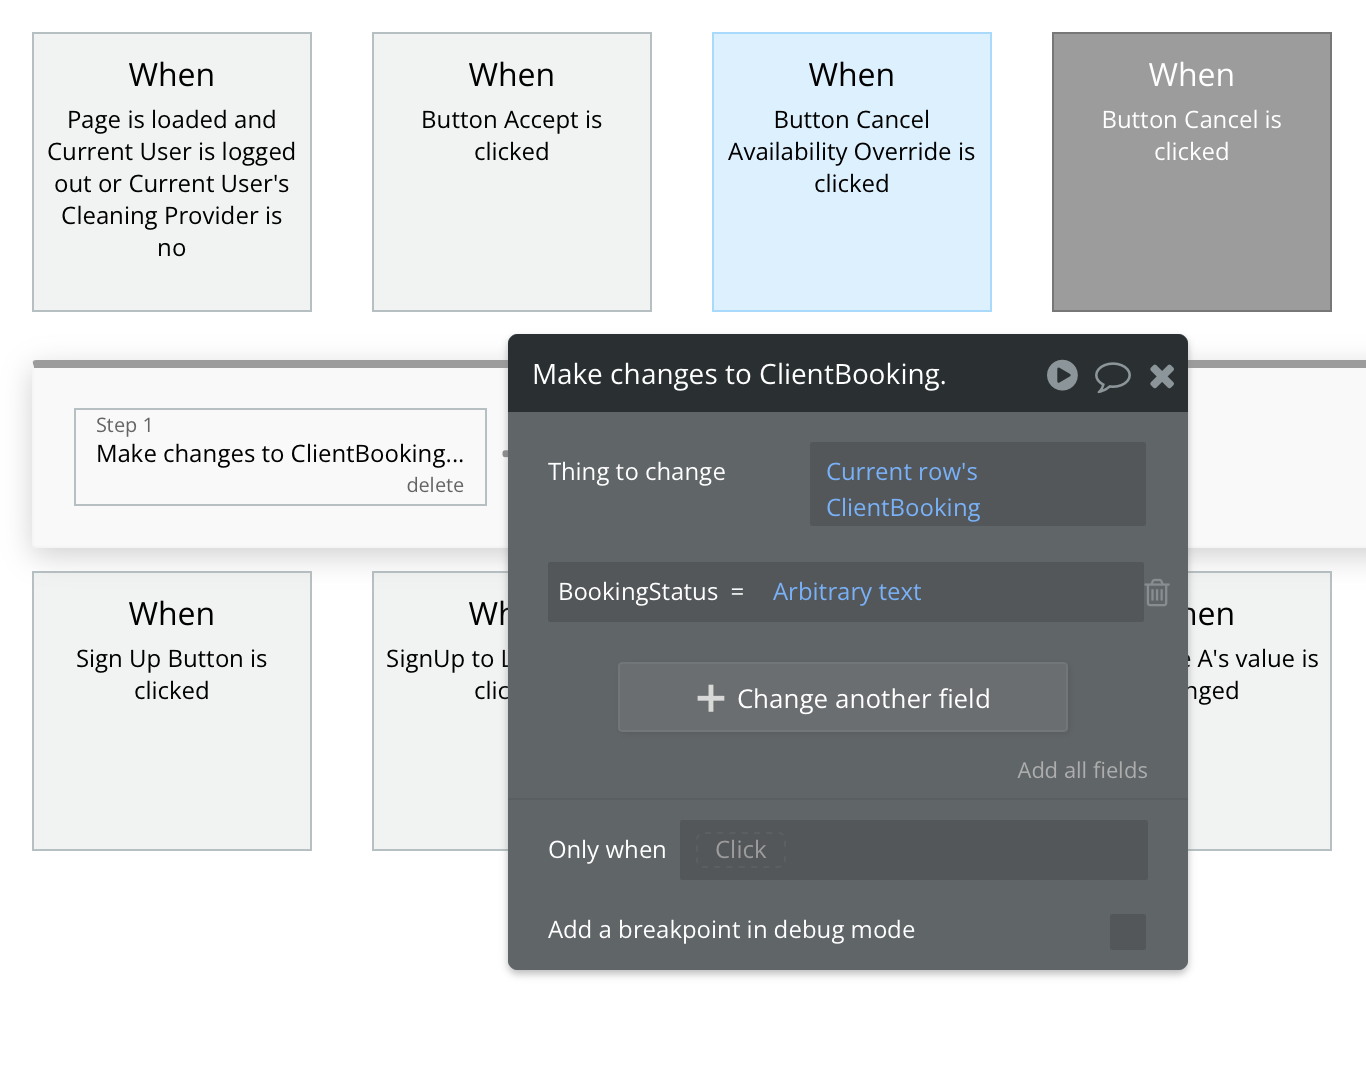 When
Page is loaded and
Current User is logged
out or Current User's
Cleaning Provider is
no
When
Button Accept is
clicked
When
Button Cancel
Availability Override is
clicked
When
Button Cancel is
clicked
Step 1
Make changes to ClientBooking...
delete
Make changes to ClientBooking.
Thing to change
Current row's
ClientBooking
BookingStatus = Arbitrary text
Change another field
Add all fields
Only when
Click
Add a breakpoint in debug mode
When
Sign Up Button is
clicked
SignUp to
A's value is